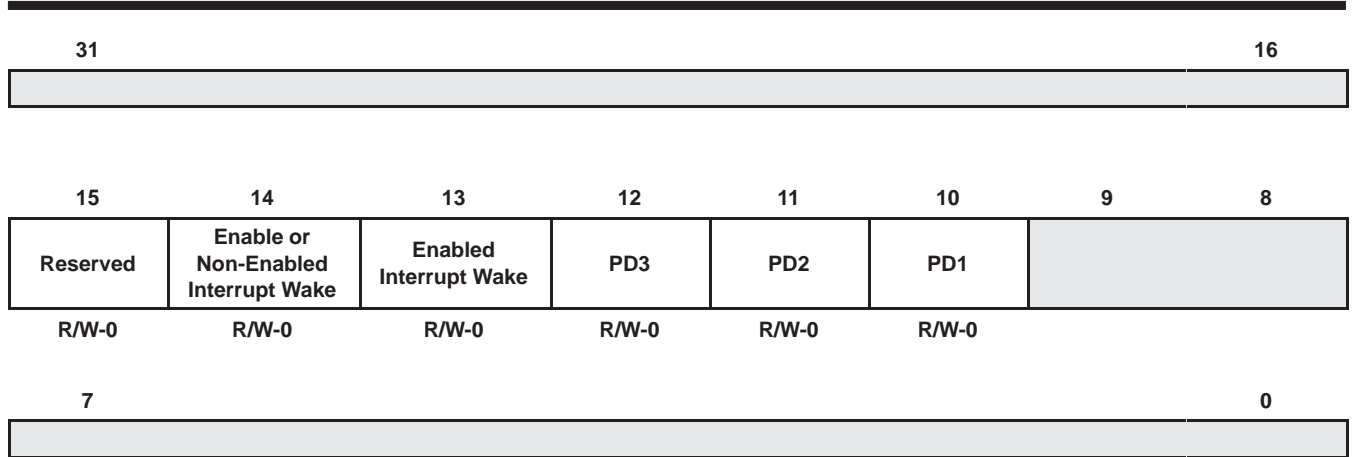 31 16
15 14 13 12 11 10 9 8
Reserved Enable or Non-Enabled Interrupt Wake Enabled Interrupt Wake PD3 PD2 PD1
R/W-0 R/W-0 R/W-0 R/W-0 R/W-0 R/W-0
7 0